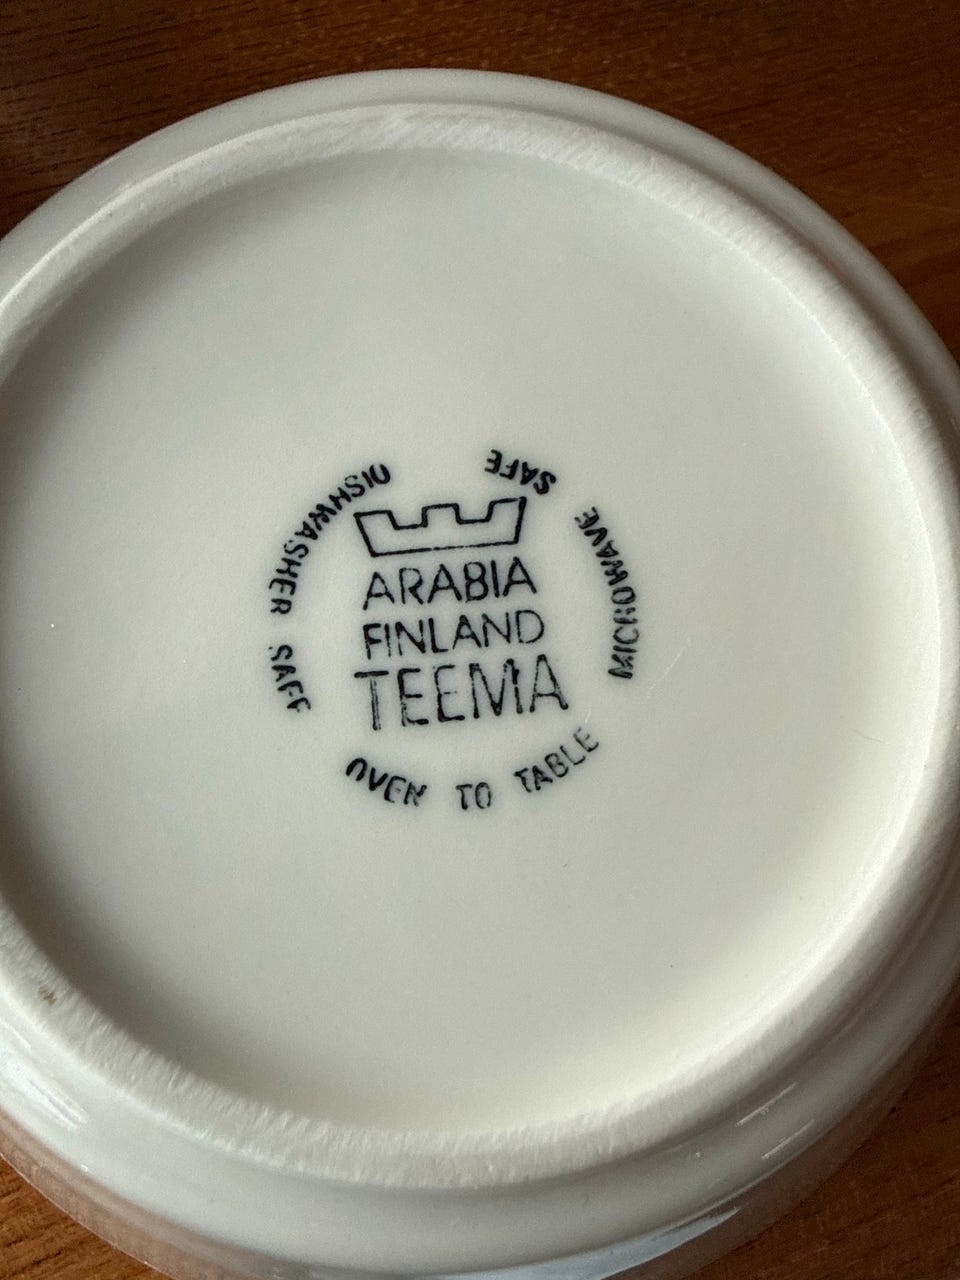 ARABIA
FINLAND
TEEMA
DISHWASHER SAFE
OVEN TO TABLE
MICROWAVE SAFE